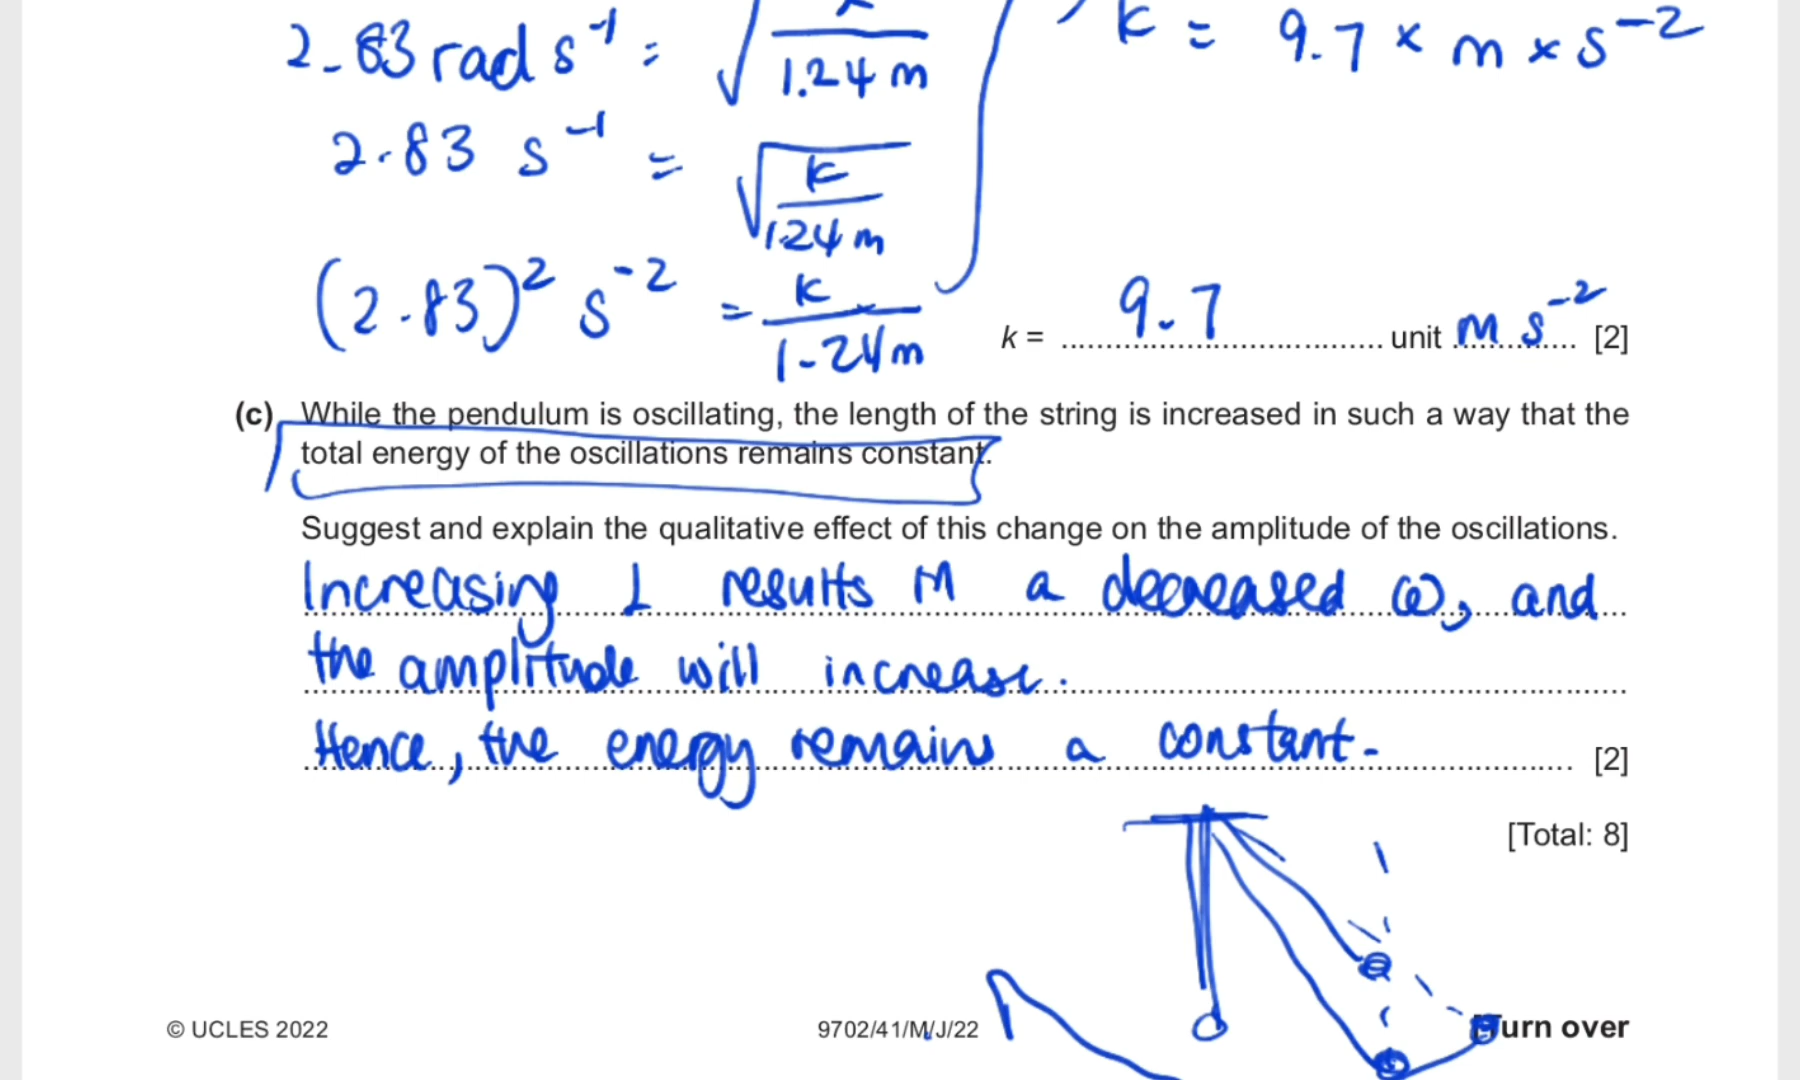 2.83 rad s⁻¹ = √ 1.24 m
k = 9.7 × m × s⁻²
2.83 s⁻¹ = √(k / 1.24 m)
(2.83)² s⁻² = k / 1.24 m
k = 9.7 unit m s⁻² [2]
(c) While the pendulum is oscillating, the length of the string is increased in such a way that the
total energy of the oscillations remains constant.
Suggest and explain the qualitative effect of this change on the amplitude of the oscillations.
Increasing L results in a decreased ω, and
the amplitude will increase.
Hence, the energy remains a constant. [2]
[Total: 8]
© UCLES 2022
9702/41/M/J/22
Turn over